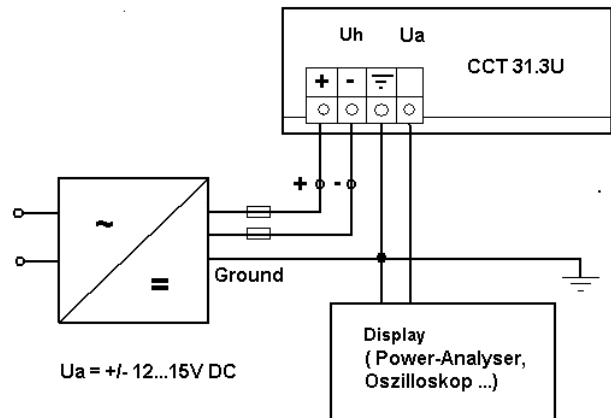 Uh Ua
CCT 31.3U
+ -
+ -
~
=
Ground
Display
( Power-Analyser,
Oszilloskop ...)
Ua = +/- 12...15V DC